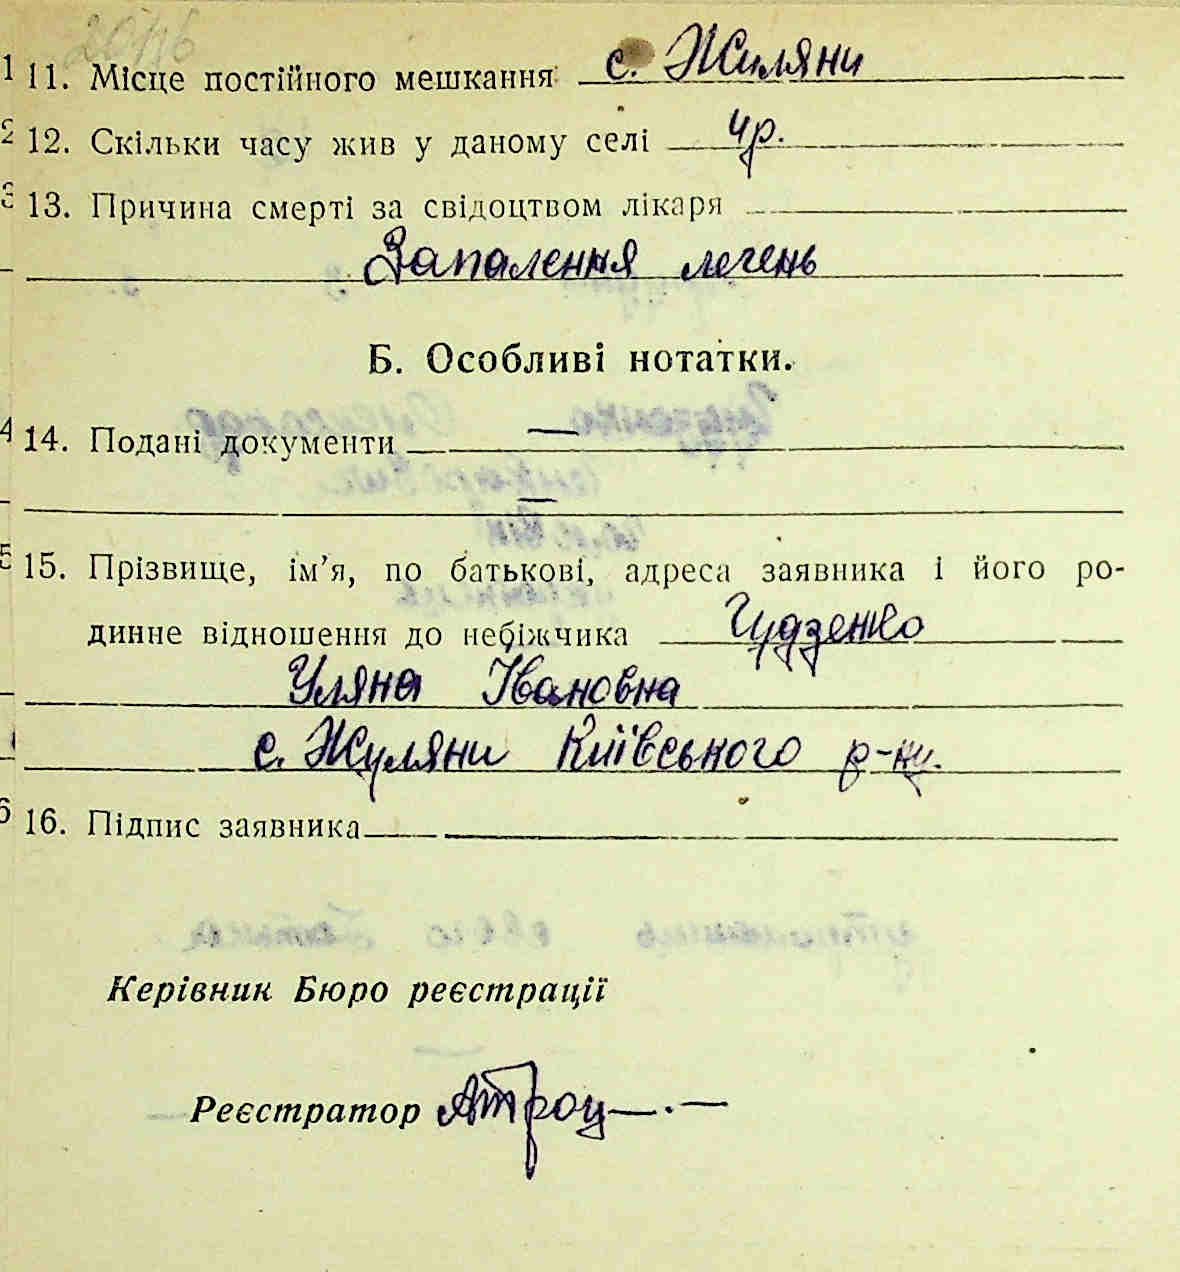 11. Місце постійного мешкання с. Жиляни
12. Скільки часу жив у даному селі 4р.
13. Причина смерті за свідоцтвом лікаря
Запалення легень
Б. Особливі нотатки.
14. Подані документи —
—
15. Прізвище, ім’я, по батькові, адреса заявника і його ро-
динне відношення до небіжчика Гудзенко
Уляна Івановна
с. Жуляни Київського р-ну.
16. Підпис заявника
Керівник Бюро реєстрації
Реєстратор